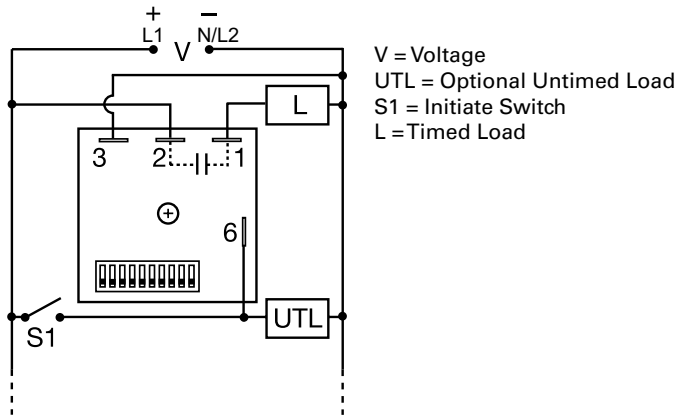 + −
L1 V N/L2
V = Voltage
UTL = Optional Untimed Load
S1 = Initiate Switch
L = Timed Load
L
3 2 1
6
UTL
S1